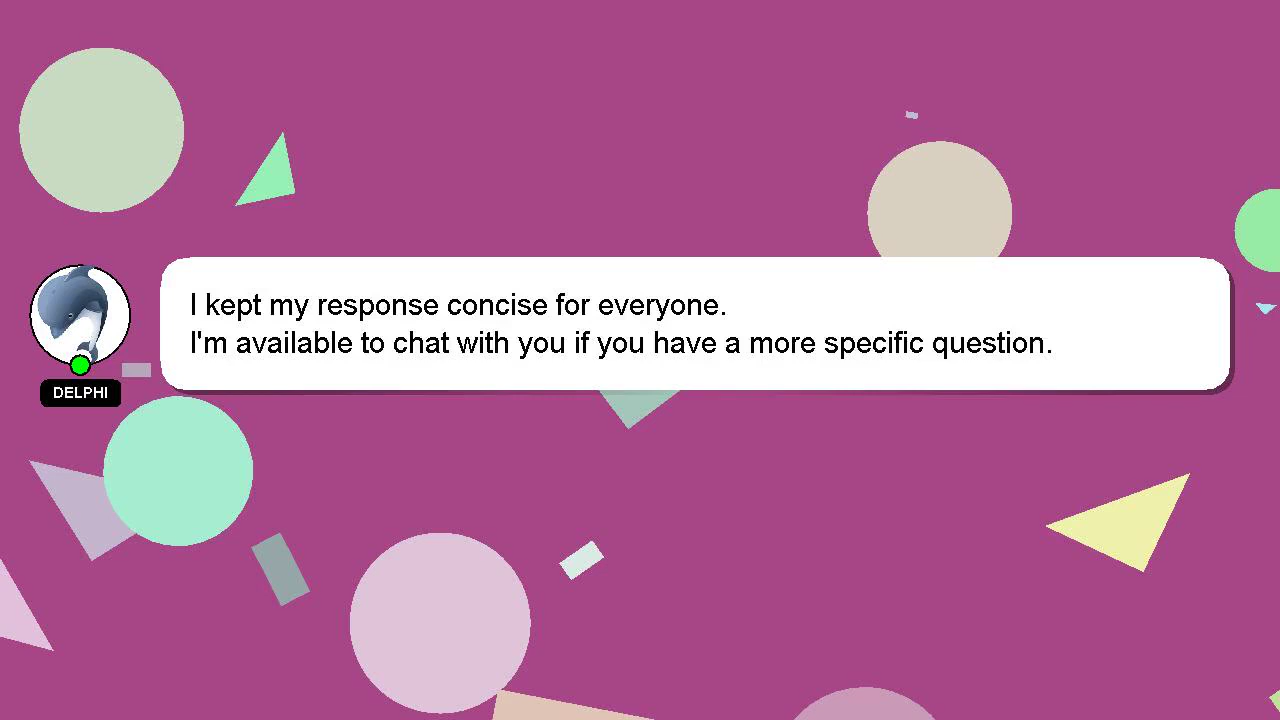 I kept my response concise for everyone.
I'm available to chat with you if you have a more specific question.
DELPHI